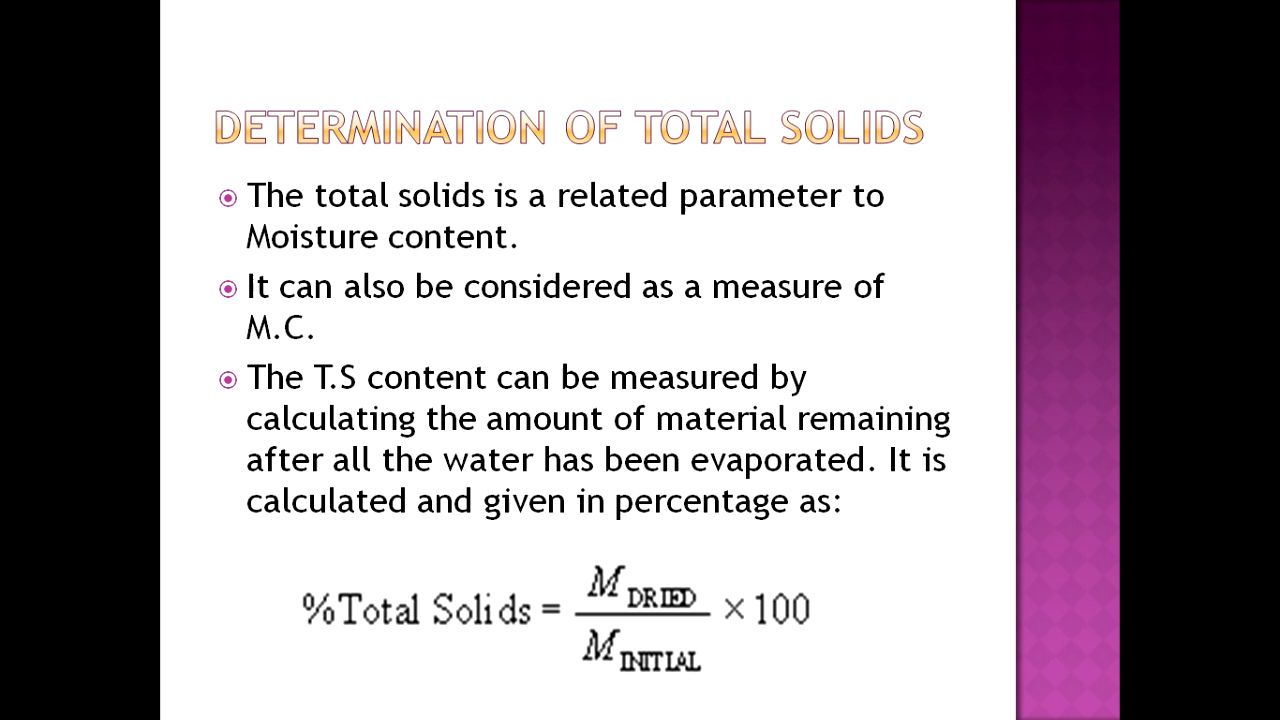 DETERMINATION OF TOTAL SOLIDS
The total solids is a related parameter to
Moisture content.
It can also be considered as a measure of
M.C.
The T.S content can be measured by
calculating the amount of material remaining
after all the water has been evaporated. It is
calculated and given in percentage as:
%Total Solids = M DRIED / M INITIAL × 100